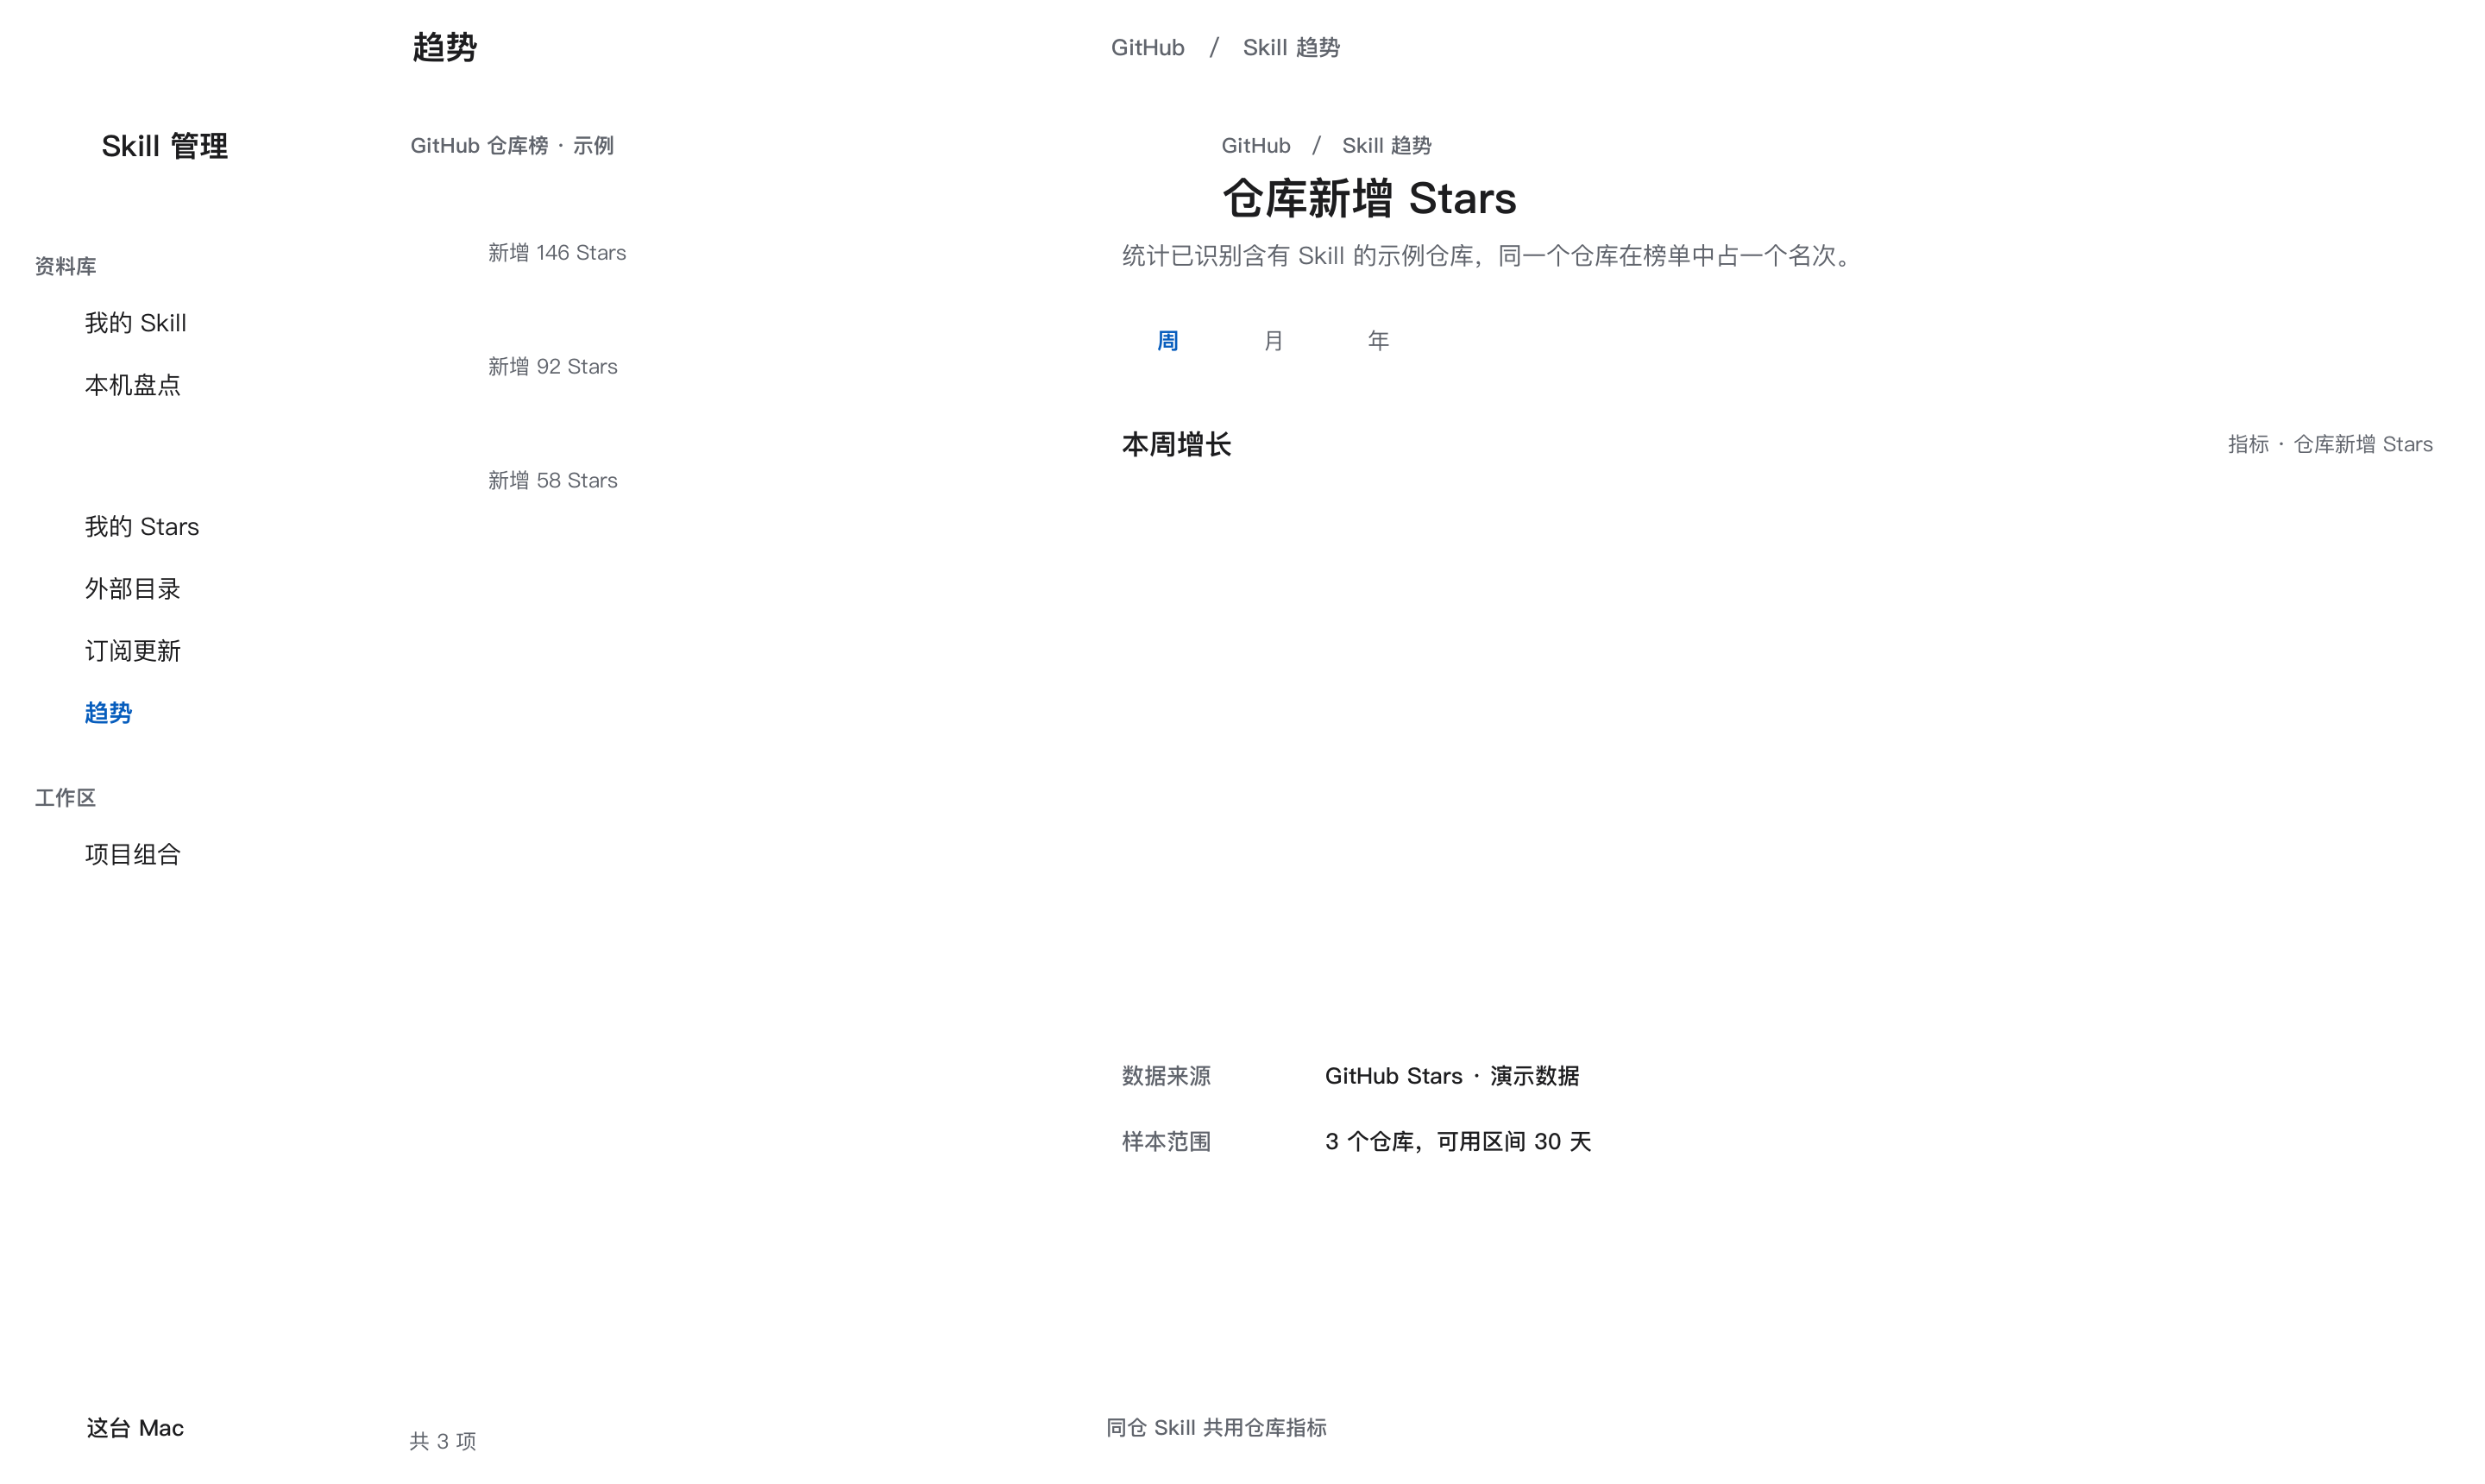 Skill 管理
资料库
我的 Skill
本机盘点
我的 Stars
外部目录
订阅更新
趋势
工作区
项目组合
这台 Mac
趋势
GitHub 仓库榜 · 示例
新增 146 Stars
新增 92 Stars
新增 58 Stars
共 3 项
GitHub / Skill 趋势
GitHub / Skill 趋势
仓库新增 Stars
统计已识别含有 Skill 的示例仓库，同一个仓库在榜单中占一个名次。
周 月 年
本周增长 指标 · 仓库新增 Stars
数据来源 GitHub Stars · 演示数据
样本范围 3 个仓库，可用区间 30 天
同仓 Skill 共用仓库指标